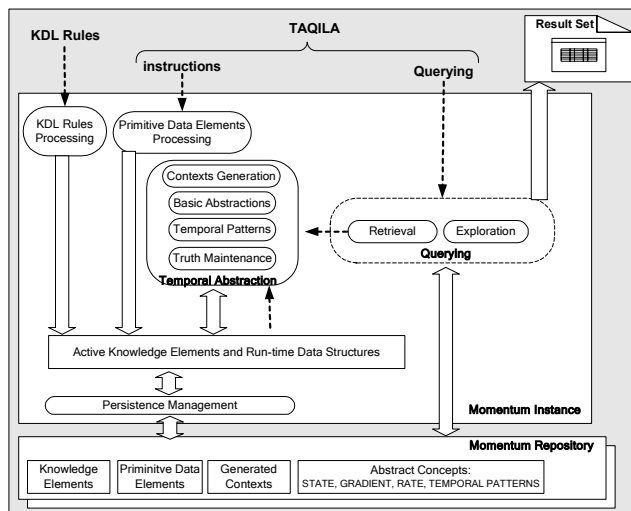 Result Set
KDL Rules
TAQILA
instructions
Querying
KDL Rules
Processing
Primitive Data Elements
Processing
Contexts Generation
Basic Abstractions
Temporal Patterns
Truth Maintenance
Temporal Abstraction
Retrieval
Exploration
Querying
Active Knowledge Elements and Run-time Data Structures
Persistence Management
Momentum Instance
Momentum Repository
Knowledge
Elements
Priminitve Data
Elements
Generated
Contexts
Abstract Concepts:
STATE, GRADIENT, RATE, TEMPORAL PATTERNS